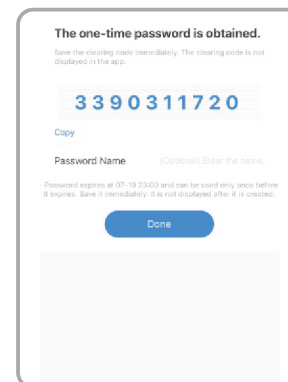 The one-time password is obtained.
Save the clearing code immediately. The clearing code is not
displayed in the app.
3390311720
Copy
Password Name (Optional) Enter the name.
Password expires at 07-19 23:00 and can be used only once before
it expires. Save it immediately. It is not displayed after it is created.
Done